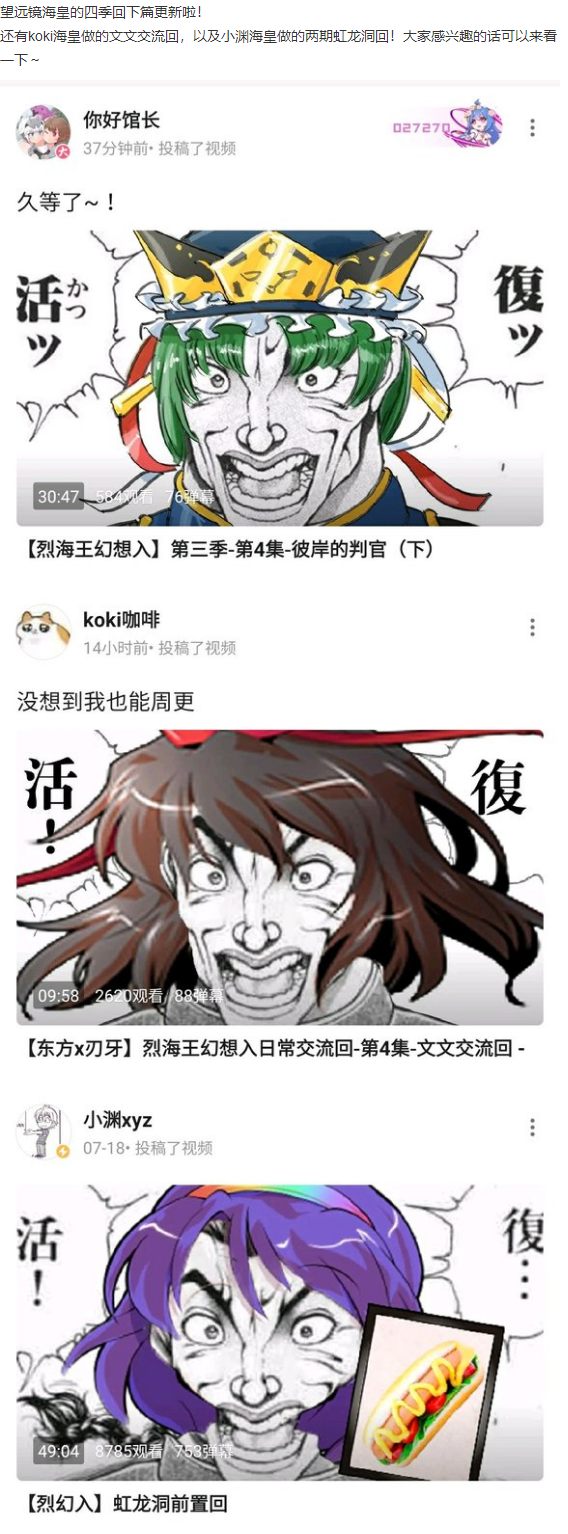 望远镜海皇的四季回下篇更新啦！
还有koki海皇做的文文交流回，以及小渊海皇做的两期虹龙洞回！大家感兴趣的话可以来看
一下～
你好馆长
027270
37分钟前· 投稿了视频
久等了~！
活ッ
かつ
復ッ
30:47 584观看 76弹幕
【烈海王幻想入】第三季-第4集-彼岸的判官（下）
koki咖啡
14小时前· 投稿了视频
没想到我也能周更
活！
復
09:58 2620观看 88弹幕
【东方x刃牙】烈海王幻想入日常交流回-第4集-文文交流回 -
小渊xyz
07-18· 投稿了视频
活！
復…
49:04 8785观看 753弹幕
【烈幻入】虹龙洞前置回